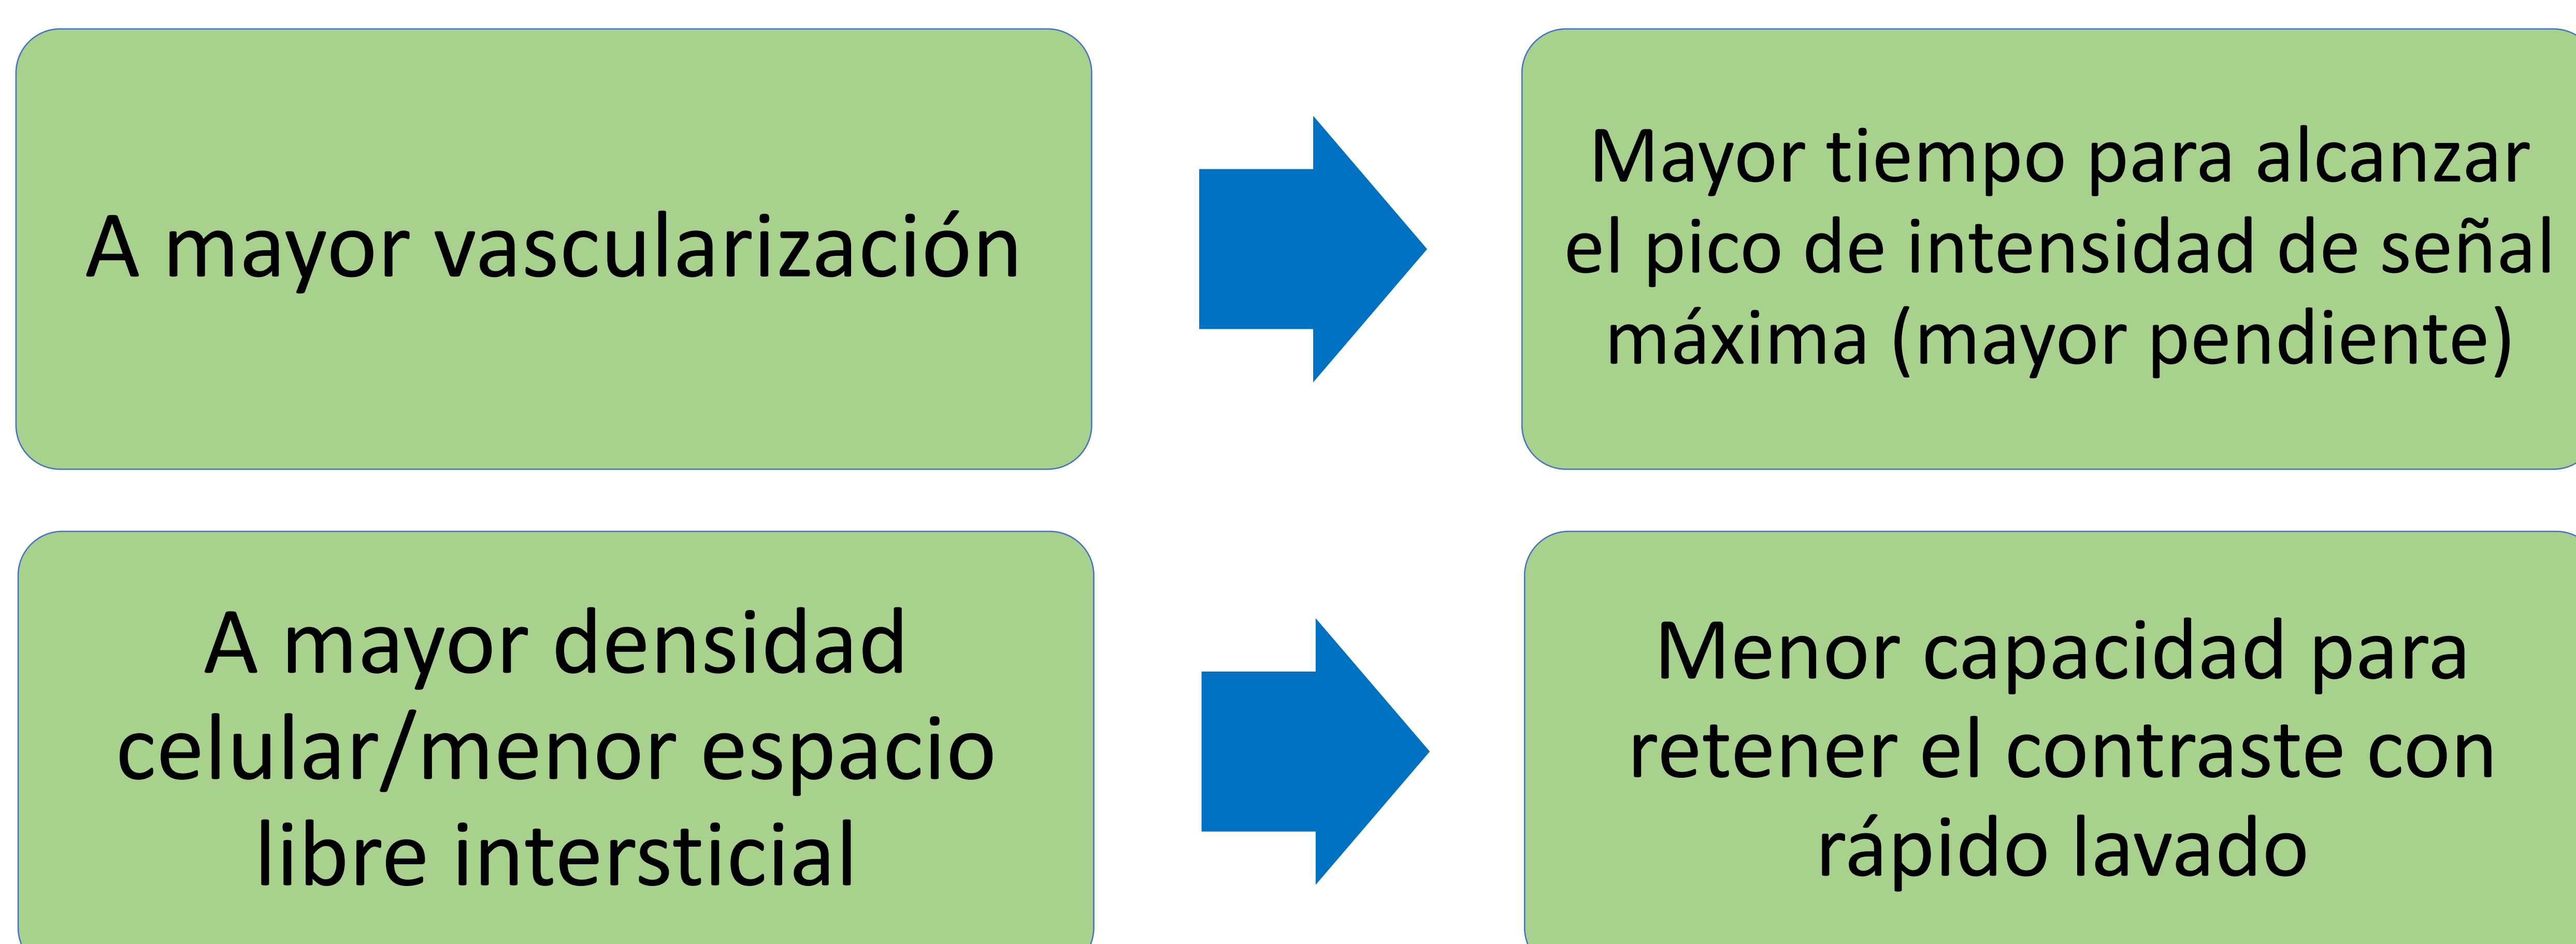 A mayor vascularización
Mayor tiempo para alcanzar
el pico de intensidad de señal
máxima (mayor pendiente)
A mayor densidad
celular/menor espacio
libre intersticial
Menor capacidad para
retener el contraste con
rápido lavado